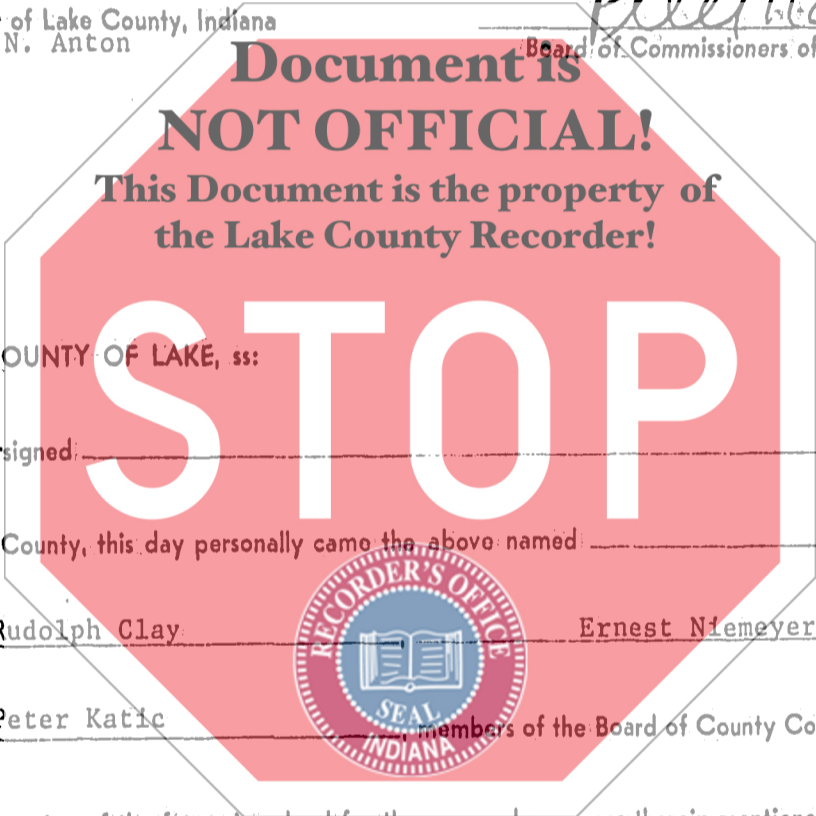 of Lake County, Indiana
N. Anton
Board of Commissioners of
Document is
NOT OFFICIAL!
This Document is the property of
the Lake County Recorder!
STOP
OUNTY OF LAKE, ss:
signed
County, this day personally came the above named
Rudolph Clay Ernest Niemeyer
Peter Katic , members of the Board of County Co
RECORDER'S OFFICE
SEAL
INDIANA